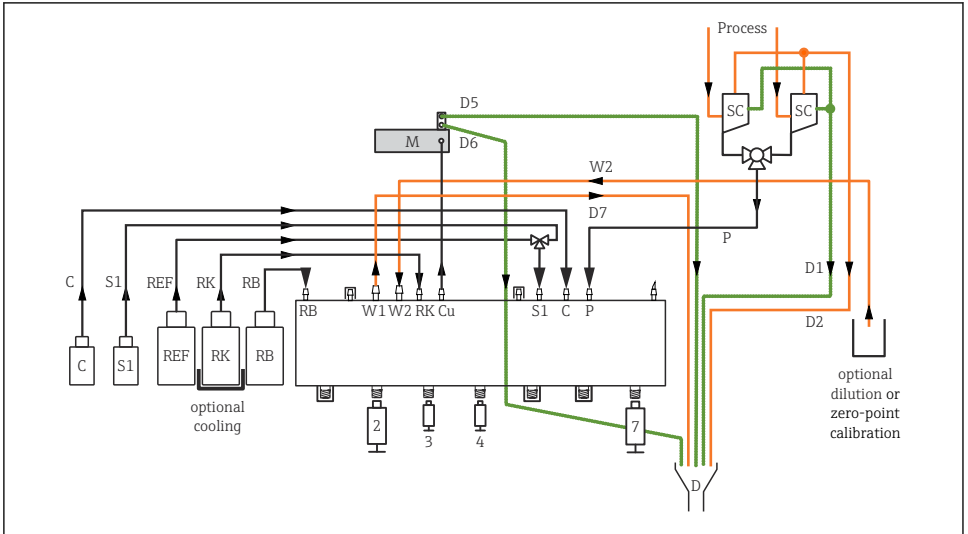 Process
SC
SC
D5
M
D6
W2
D7
P
C
S1
REF
RK
RB
D1
D2
RB
W1
W2
RK
Cu
S1
C
P
C
S1
REF
RK
RB
optional
cooling
2
3
4
7
optional
dilution or
zero-point
calibration
D